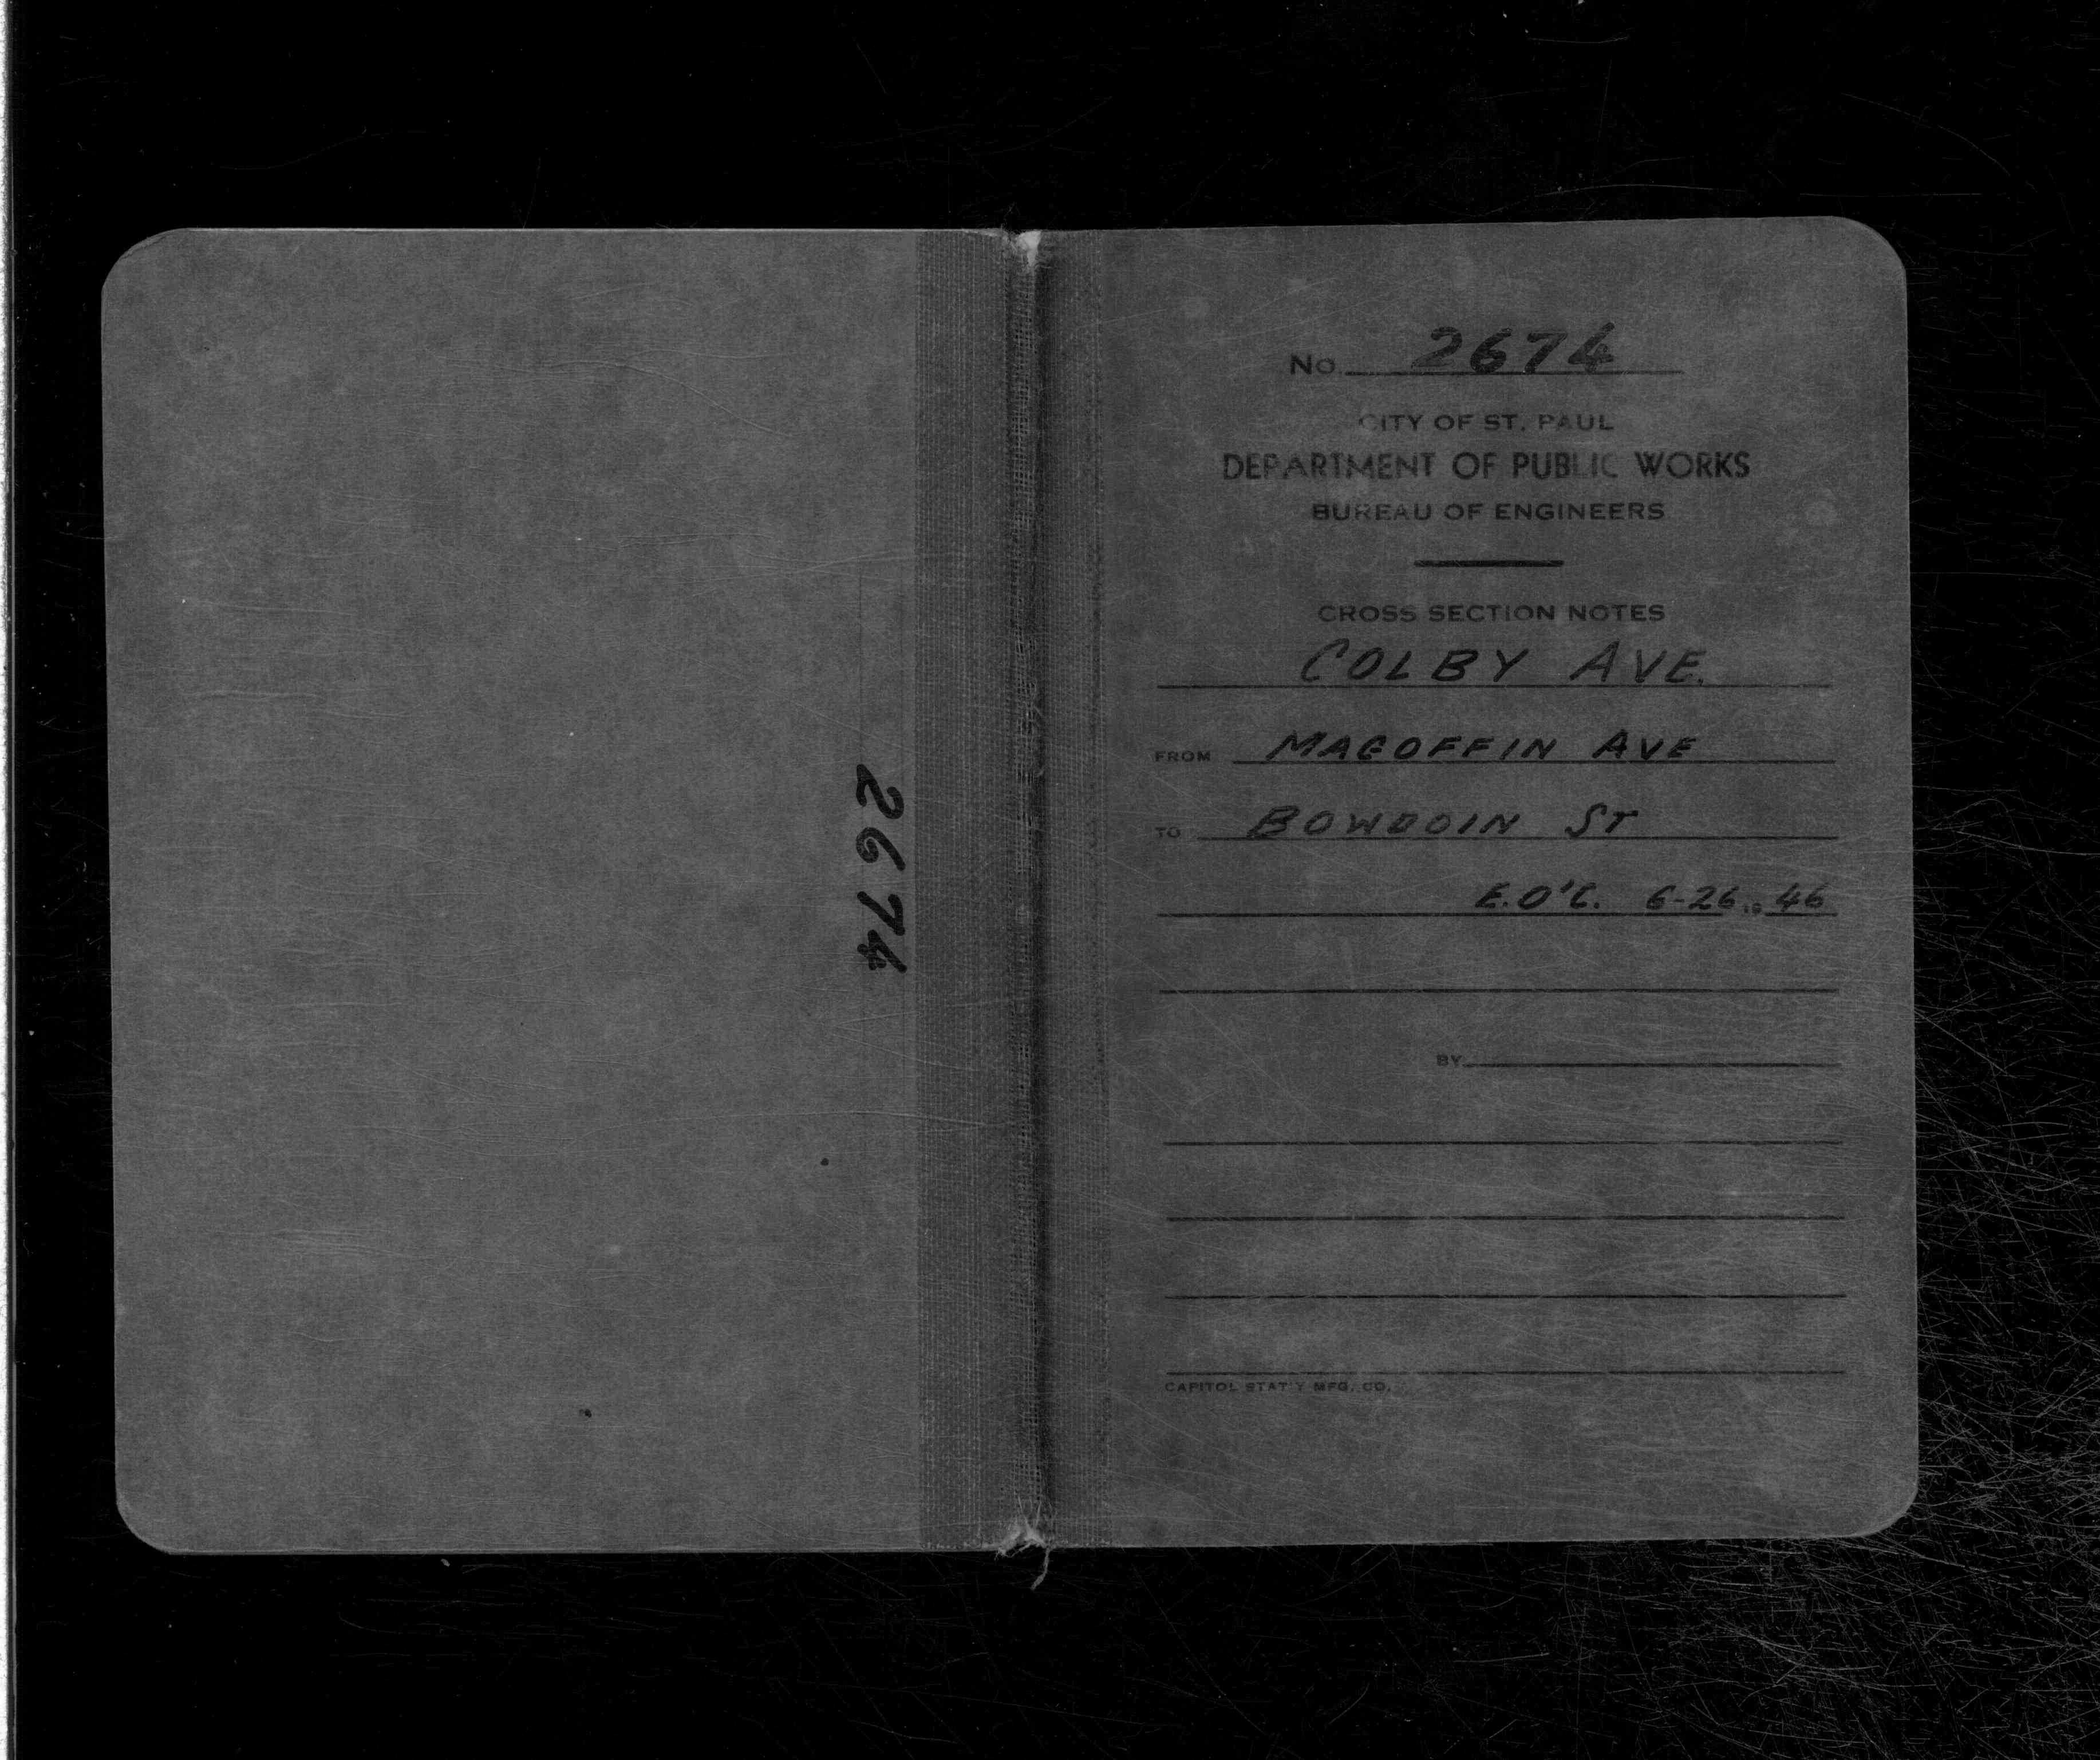 2674
No. 2674
CITY OF ST. PAUL
DEPARTMENT OF PUBLIC WORKS
BUREAU OF ENGINEERS
CROSS SECTION NOTES
COLBY AVE.
FROM MAGOFFIN AVE
TO BOWDOIN ST
E.O'C. 6-26 19 46
BY
CAPITOL STAT'Y MFG. CO.